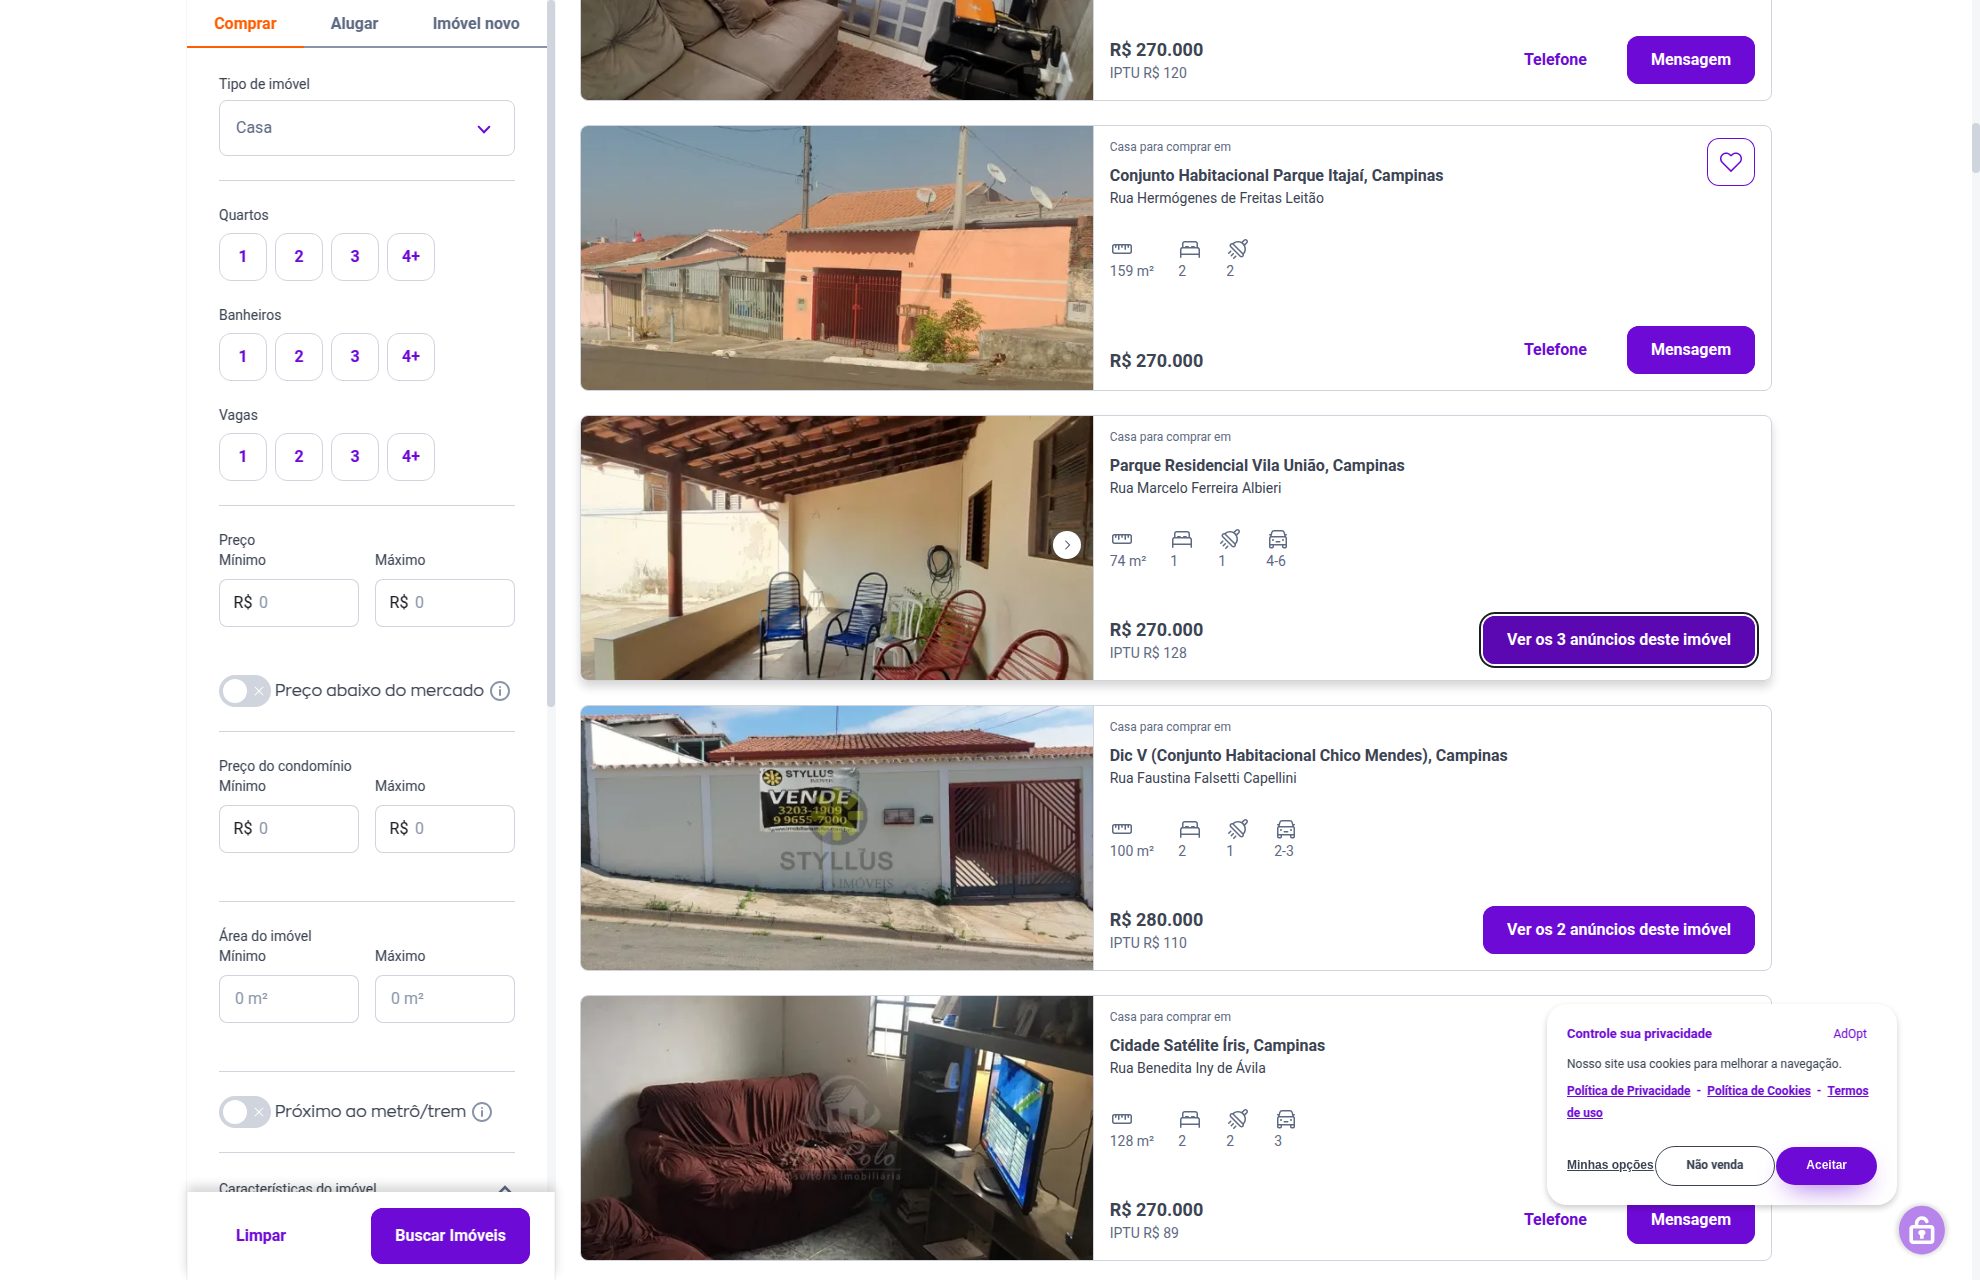 Comprar
Alugar
Imóvel novo
Tipo de imóvel
Casa
Quartos
1
2
3
4+
Banheiros
1
2
3
4+
Vagas
1
2
3
4+
Preço
Mínimo
Máximo
R$ 0
R$ 0
Preço abaixo do mercado
Preço do condomínio
Mínimo
Máximo
R$ 0
R$ 0
Área do imóvel
Mínimo
Máximo
0 m²
0 m²
Próximo ao metrô/trem
Características do imóvel
Limpar
Buscar Imóveis
R$ 270.000
IPTU R$ 120
Telefone
Mensagem
Casa para comprar em
Conjunto Habitacional Parque Itajaí, Campinas
Rua Hermógenes de Freitas Leitão
159 m²
2
2
R$ 270.000
Telefone
Mensagem
Casa para comprar em
Parque Residencial Vila União, Campinas
Rua Marcelo Ferreira Albieri
74 m²
1
1
4-6
R$ 270.000
IPTU R$ 128
Ver os 3 anúncios deste imóvel
STYLLUS
VENDE
3203-1909
9 9655-7000
STYLLUS
IMÓVEIS
Casa para comprar em
Dic V (Conjunto Habitacional Chico Mendes), Campinas
Rua Faustina Falsetti Capellini
100 m²
2
1
2-3
R$ 280.000
IPTU R$ 110
Ver os 2 anúncios deste imóvel
Casa para comprar em
Cidade Satélite Íris, Campinas
Rua Benedita Iny de Ávila
128 m²
2
2
3
R$ 270.000
IPTU R$ 89
Telefone
Mensagem
Controle sua privacidade
AdOpt
Nosso site usa cookies para melhorar a navegação.
Política de Privacidade - Política de Cookies - Termos
de uso
Minhas opções
Não venda
Aceitar